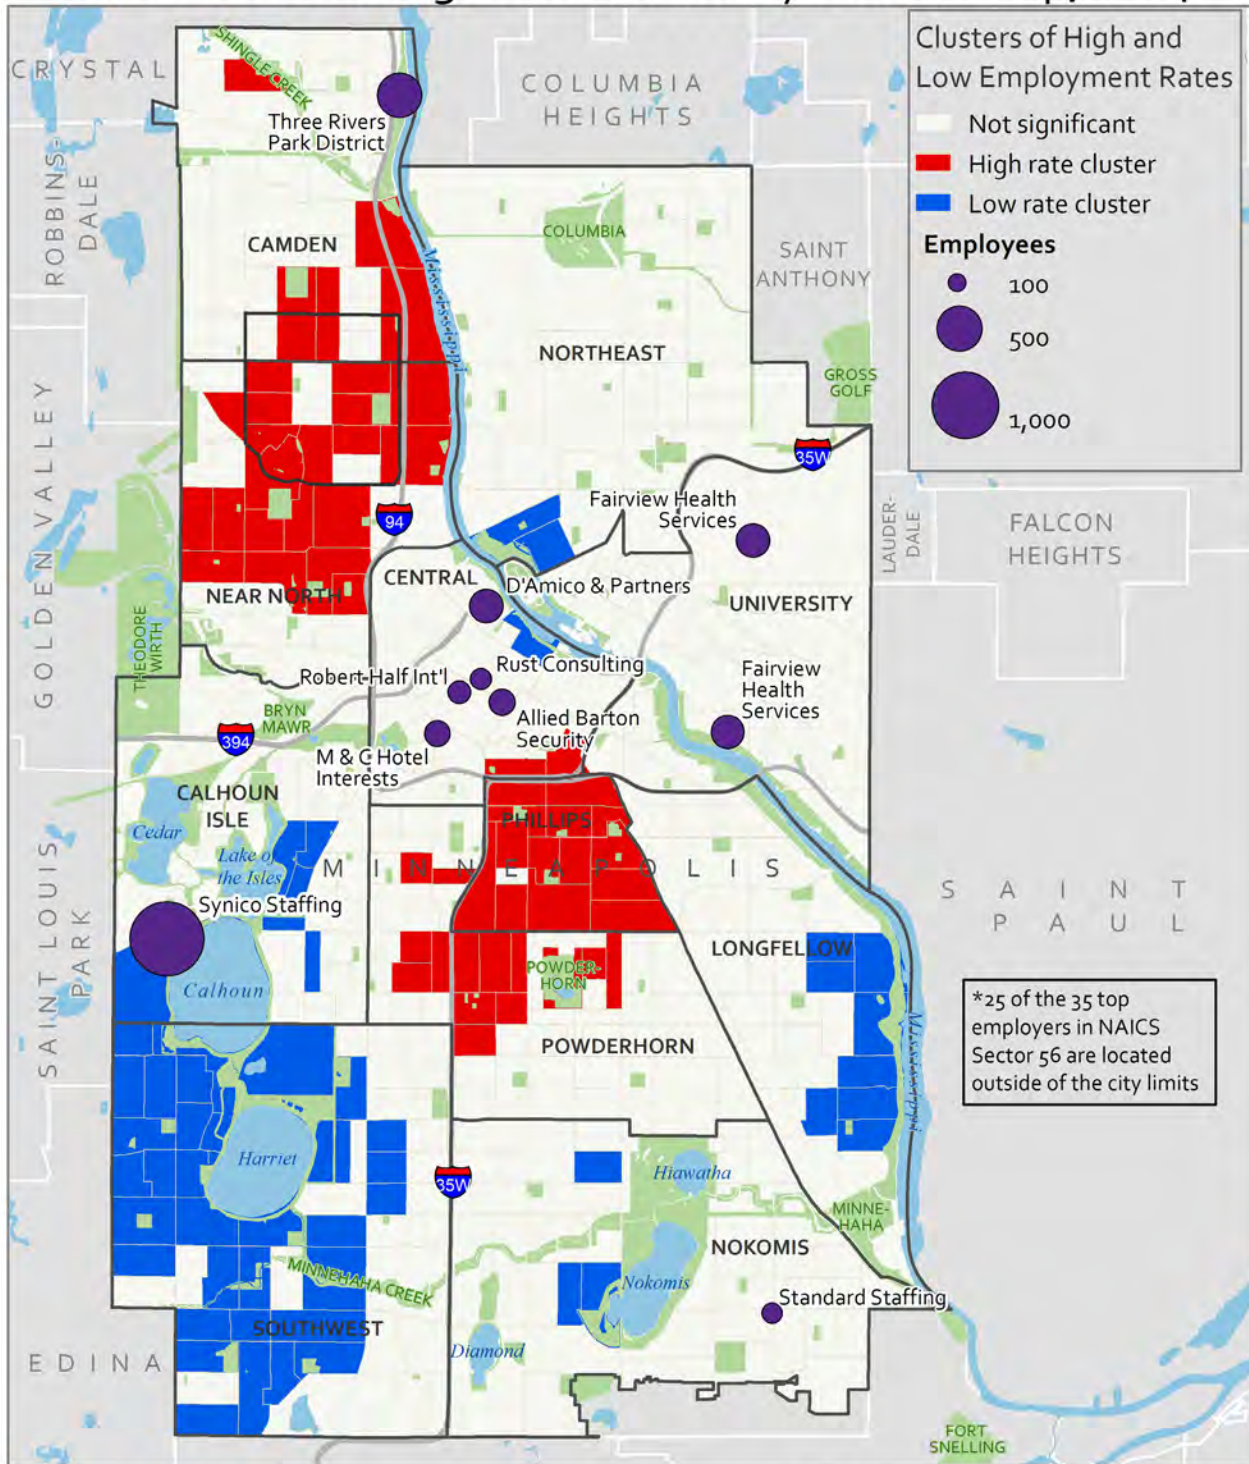 Clusters of High and
Low Employment Rates
Not significant
High rate cluster
Low rate cluster
Employees
100
500
1,000
CRYSTAL
SHINGLE CREEK
COLUMBIA
HEIGHTS
Three Rivers
Park District
ROBBINS-
DALE
CAMDEN
COLUMBIA
SAINT
ANTHONY
Mississippi
NORTHEAST
GROSS
GOLF
GOLDEN VALLEY
35W
94
Fairview Health
Services
LAUDER-
DALE
FALCON
HEIGHTS
CENTRAL
D'Amico & Partners
NEAR NORTH
UNIVERSITY
THEODORE
WIRTH
Robert Half Int'l
Rust Consulting
Fairview
Health
Services
BRYN
MAWR
394
Allied Barton
Security
M & C Hotel
Interests
CALHOUN
ISLE
Cedar
PHILLIPS
Lake of
the Isles
MINNEAPOLIS
SAINT LOUIS
PARK
Synico Staffing
SAINT
PAUL
LONGFELLOW
Calhoun
POWDER-
HORN
*25 of the 35 top
employers in NAICS
Sector 56 are located
outside of the city limits
POWDERHORN
Mississippi
Harriet
35W
Hiawatha
MINNE-
HAHA
NOKOMIS
MINNEHAHA CREEK
Nokomis
Standard Staffing
SOUTHWEST
Diamond
EDINA
FORT
SNELLING